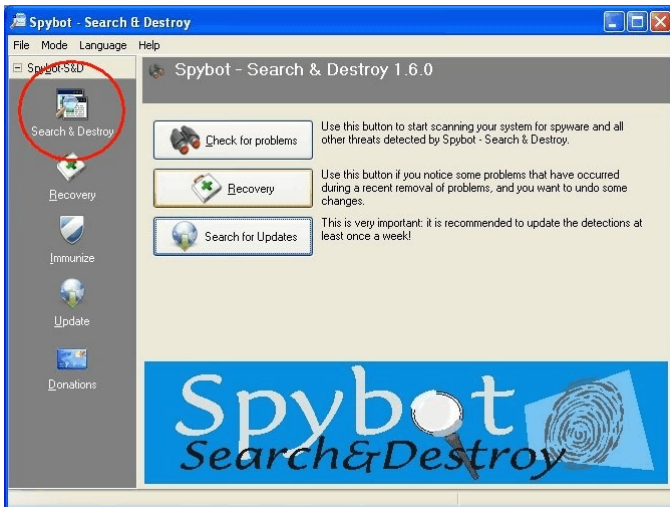 Spybot - Search & Destroy
File Mode Language Help
Spybot-S&D
Search & Destroy
Recovery
Immunize
Update
Donations
Spybot - Search & Destroy 1.6.0
Check for problems
Use this button to start scanning your system for spyware and all
other threats detected by Spybot - Search & Destroy.
Recovery
Use this button if you notice some problems that have occurred
during a recent removal of problems, and you want to undo some
changes.
Search for Updates
This is very important: it is recommended to update the detections at
least once a week!
Spybot
Search&Destroy